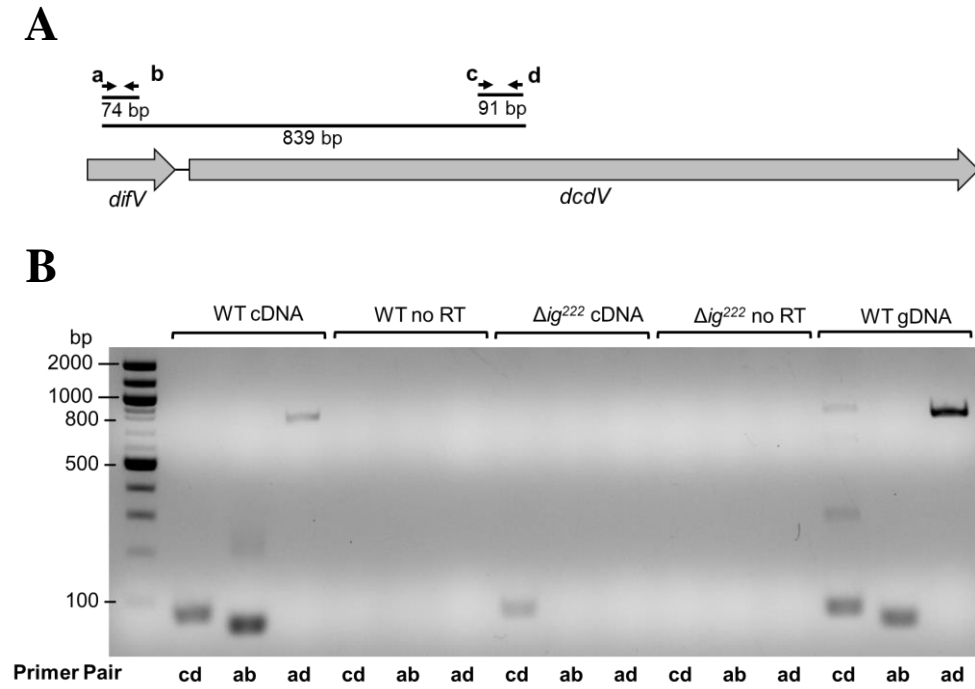 A
a b c d
74 bp 91 bp
839 bp
difV dcdV
B
WT cDNA WT no RT Δig²²² cDNA Δig²²² no RT WT gDNA
bp
2000
1000
800
500
100
Primer Pair cd ab ad cd ab ad cd ab ad cd ab ad cd ab ad